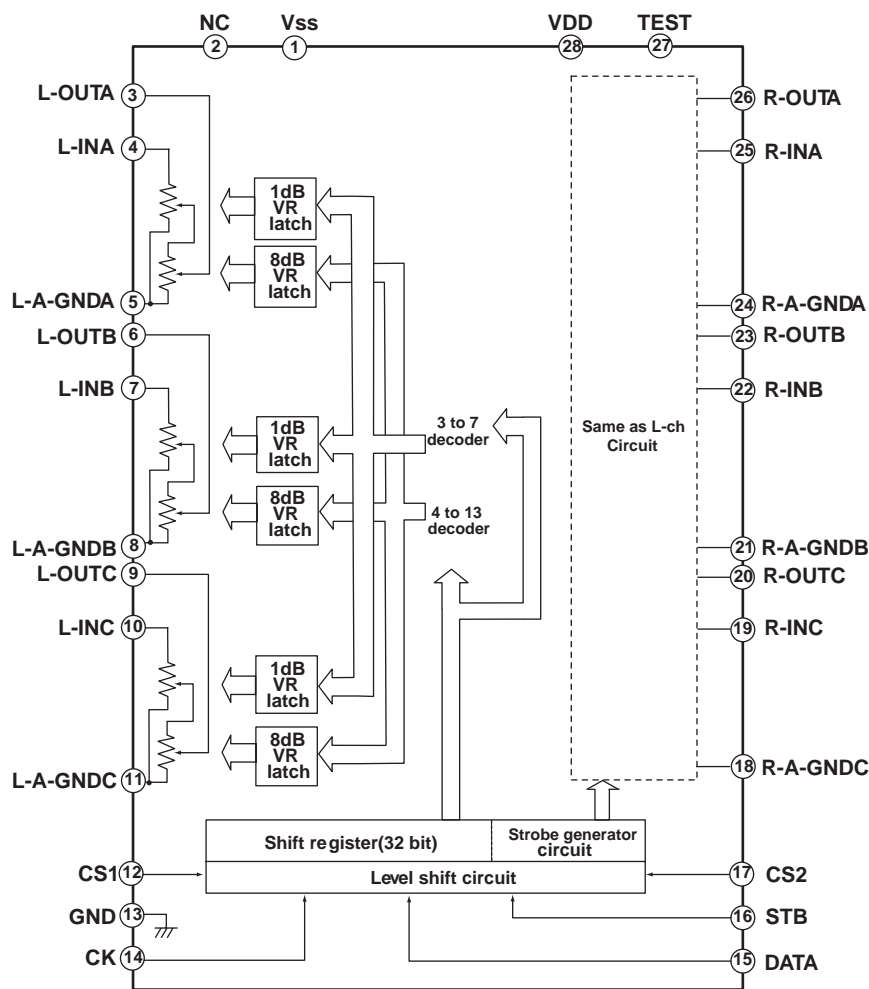 NC Vss VDD TEST
2 1 28 27
L-OUTA 3
26 R-OUTA
L-INA 4
25 R-INA
1dB
VR
latch
8dB
VR
latch
L-A-GNDA 5
24 R-A-GNDA
L-OUTB 6
23 R-OUTB
L-INB 7
22 R-INB
1dB
VR
latch
3 to 7
decoder
Same as L-ch
Circuit
8dB
VR
latch
4 to 13
decoder
L-A-GNDB 8
21 R-A-GNDB
L-OUTC 9
20 R-OUTC
L-INC 10
19 R-INC
1dB
VR
latch
8dB
VR
latch
L-A-GNDC 11
18 R-A-GNDC
Shift register(32 bit)
Strobe generator
circuit
Level shift circuit
CS1 12
17 CS2
GND 13
16 STB
CK 14
15 DATA